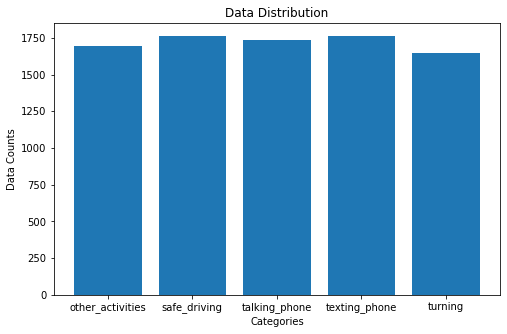 Data Distribution
1750
1500
1250
1000
750
500
250
0
Data Counts
other_activities safe_driving talking_phone texting_phone turning
Categories